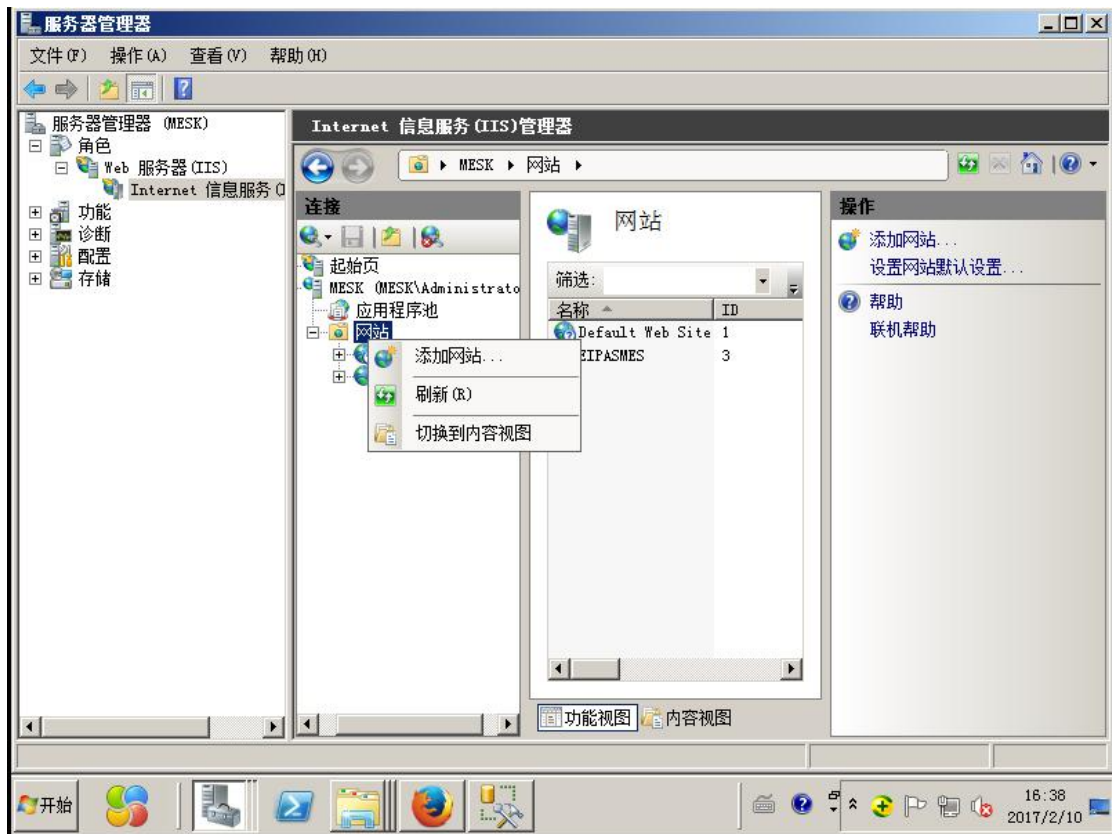 服务器管理器
文件(F) 操作(A) 查看(V) 帮助(H)
服务器管理器 (MESK)
角色
Web 服务器(IIS)
Internet 信息服务(I
功能
诊断
配置
存储
Internet 信息服务(IIS)管理器
MESK 网站
连接
起始页
MESK (MESK\Administrato
应用程序池
网站
添加网站...
刷新(R)
切换到内容视图
网站
筛选:
名称 ID
Default Web Site 1
EIPASMES 3
功能视图 内容视图
操作
添加网站...
设置网站默认设置...
帮助
联机帮助
开始
16:38
2017/2/10